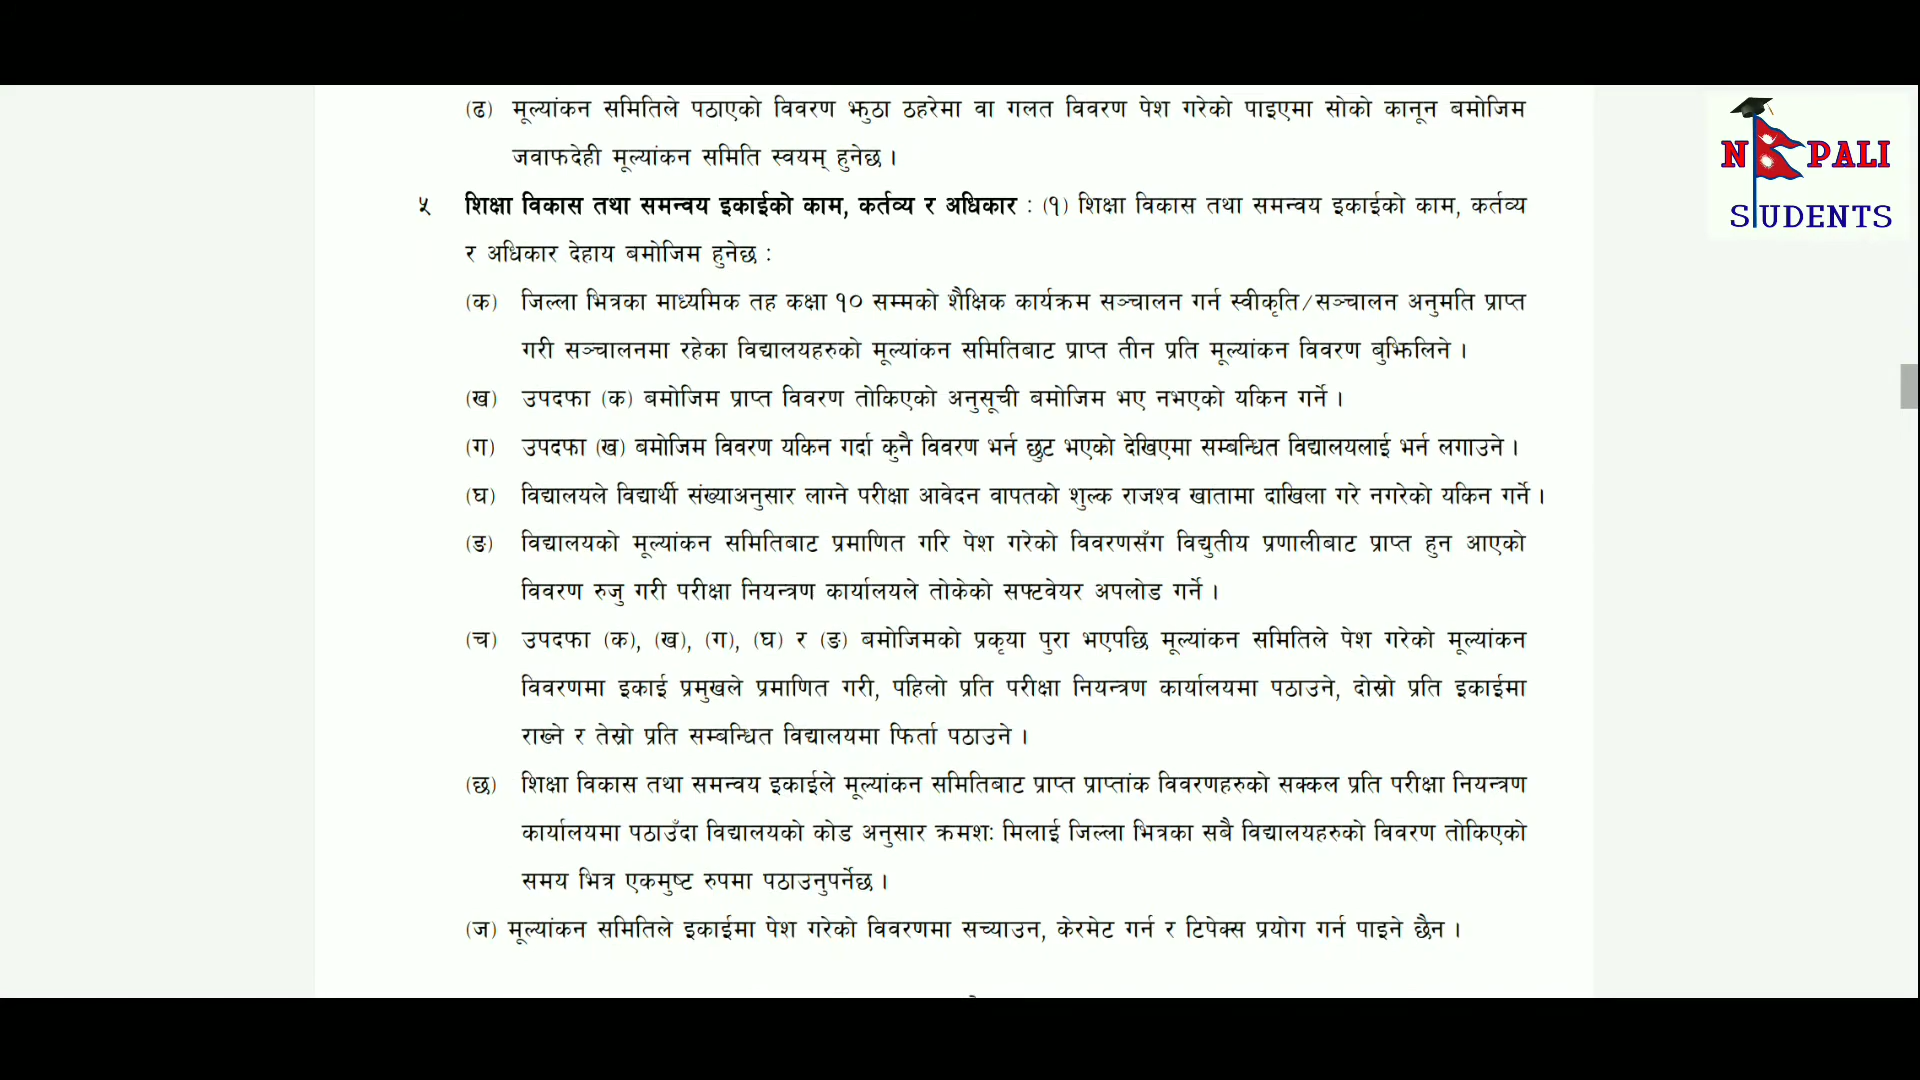 (ढ) मूल्यांकन समितिले पठाएको विवरण झुठा ठहरेमा वा गलत विवरण पेश गरेको पाइएमा सोको कानून बमोजिम
जवाफदेही मूल्यांकन समिति स्वयम् हुनेछ ।
५ शिक्षा विकास तथा समन्वय इकाईको काम, कर्तव्य र अधिकार : (१) शिक्षा विकास तथा समन्वय इकाईको काम, कर्तव्य
र अधिकार देहाय बमोजिम हुनेछ :
(क) जिल्ला भित्रका माध्यमिक तह कक्षा १० सम्मको शैक्षिक कार्यक्रम सञ्चालन गर्न स्वीकृति/सञ्चालन अनुमति प्राप्त
गरी सञ्चालनमा रहेका विद्यालयहरुको मूल्यांकन समितिबाट प्राप्त तीन प्रति मूल्यांकन विवरण बुझिलिने ।
(ख) उपदफा (क) बमोजिम प्राप्त विवरण तोकिएको अनुसूची बमोजिम भए नभएको यकिन गर्ने ।
(ग) उपदफा (ख) बमोजिम विवरण यकिन गर्दा कुनै विवरण भर्न छुट भएको देखिएमा सम्बन्धित विद्यालयलाई भर्न लगाउने ।
(घ) विद्यालयले विद्यार्थी संख्याअनुसार लाग्ने परीक्षा आवेदन वापतको शुल्क राजश्व खातामा दाखिला गरे नगरेको यकिन गर्ने ।
(ङ) विद्यालयको मूल्यांकन समितिबाट प्रमाणित गरि पेश गरेको विवरणसँग विद्युतीय प्रणालीबाट प्राप्त हुन आएको
विवरण रुजु गरी परीक्षा नियन्त्रण कार्यालयले तोकेको सफ्टवेयर अपलोड गर्ने ।
(च) उपदफा (क), (ख), (ग), (घ) र (ङ) बमोजिमको प्रकृया पुरा भएपछि मूल्यांकन समितिले पेश गरेको मूल्यांकन
विवरणमा इकाई प्रमुखले प्रमाणित गरी, पहिलो प्रति परीक्षा नियन्त्रण कार्यालयमा पठाउने, दोस्रो प्रति इकाईमा
राख्ने र तेस्रो प्रति सम्बन्धित विद्यालयमा फिर्ता पठाउने ।
(छ) शिक्षा विकास तथा समन्वय इकाईले मूल्यांकन समितिबाट प्राप्त प्राप्तांक विवरणहरुको सक्कल प्रति परीक्षा नियन्त्रण
कार्यालयमा पठाउँदा विद्यालयको कोड अनुसार क्रमशः मिलाई जिल्ला भित्रका सबै विद्यालयहरुको विवरण तोकिएको
समय भित्र एकमुष्ट रुपमा पठाउनुपर्नेछ ।
(ज) मूल्यांकन समितिले इकाईमा पेश गरेको विवरणमा सच्याउन, केरमेट गर्न र टिपेक्स प्रयोग गर्न पाइने छैन ।
NEPALI
STUDENTS